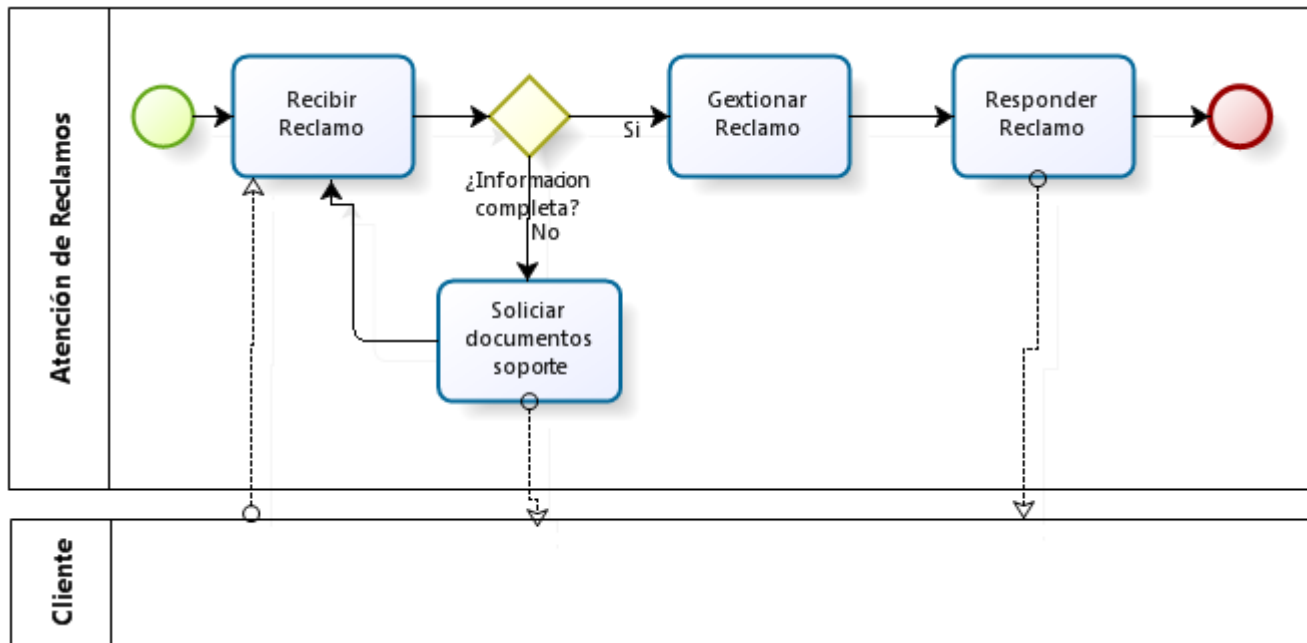 Atención de Reclamos
Recibir
Reclamo
¿Informacion
completa?
Si
No
Gextionar
Reclamo
Responder
Reclamo
Soliciar
documentos
soporte
Cliente